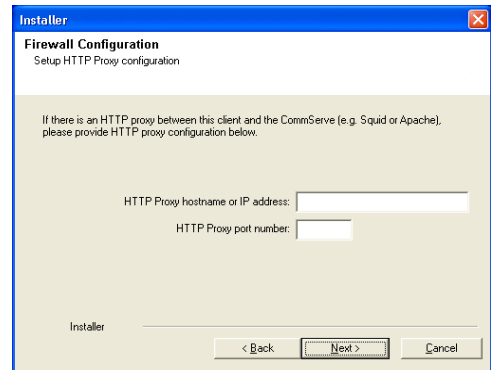 Installer
Firewall Configuration
Setup HTTP Proxy configuration
If there is an HTTP proxy between this client and the CommServe (e.g. Squid or Apache),
please provide HTTP proxy configuration below.
HTTP Proxy hostname or IP address:
HTTP Proxy port number:
Installer
< Back
Next >
Cancel